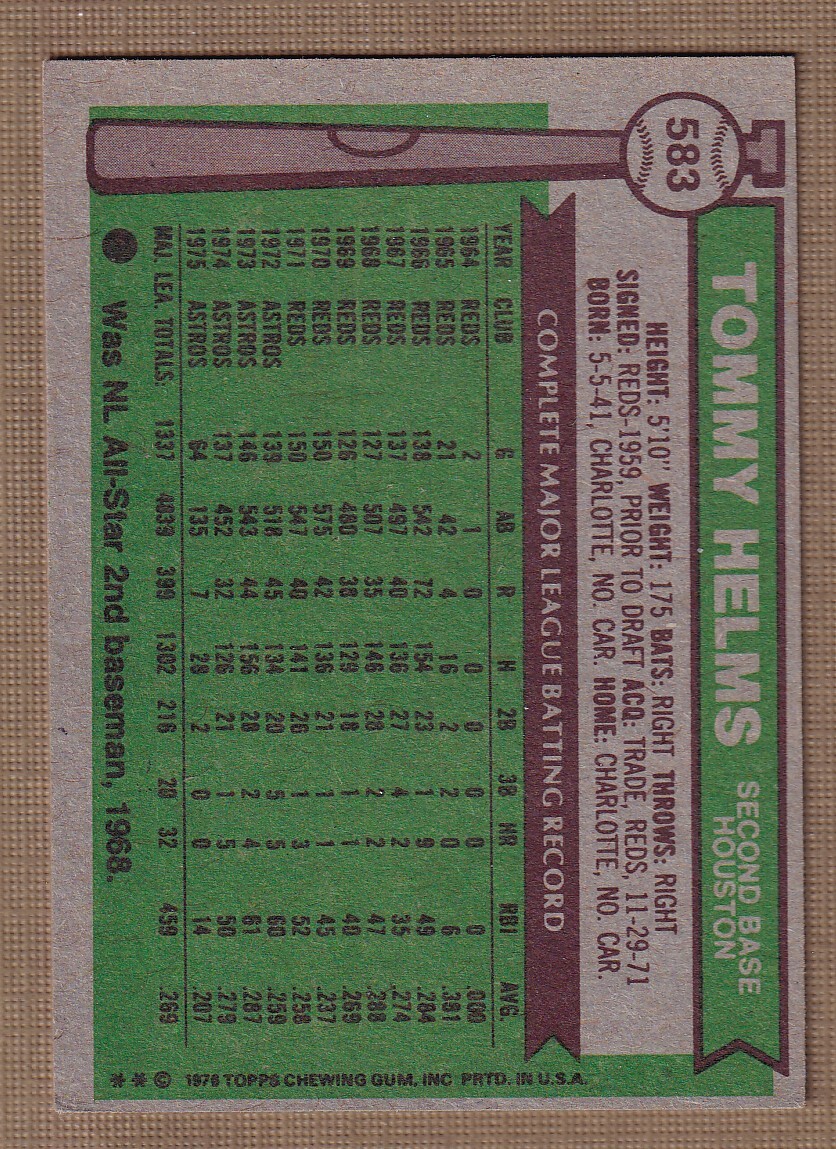 583
TOMMY HELMS SECOND BASE
HOUSTON
HEIGHT: 5'10" WEIGHT: 175 BATS: RIGHT THROWS: RIGHT
SIGNED: REDS-1959, PRIOR TO DRAFT ACQ: TRADE, REDS, 11-29-71
BORN: 5-5-41, CHARLOTTE, NO. CAR. HOME: CHARLOTTE, NO. CAR.
COMPLETE MAJOR LEAGUE BATTING RECORD
YEAR CLUB G AB R H 2B 3B HR RBI AVG.
1964 REDS 2 1 0 0 0 0 0 0 .000
1965 REDS 21 42 4 16 2 2 0 6 .381
1966 REDS 138 542 72 154 23 1 9 49 .284
1967 REDS 137 497 40 136 27 4 2 35 .274
1968 REDS 127 507 35 146 28 2 2 47 .288
1969 REDS 126 480 38 129 18 1 1 40 .269
1970 REDS 150 575 42 136 21 1 1 45 .237
1971 REDS 150 547 40 141 26 1 3 52 .258
1972 ASTROS 139 518 45 134 20 5 5 60 .259
1973 ASTROS 146 543 44 156 28 2 4 61 .287
1974 ASTROS 137 452 32 126 21 1 5 50 .279
1975 ASTROS 64 135 7 28 2 0 0 14 .207
MAJ. LEA. TOTALS: 1337 4839 399 1302 216 20 32 459 .269
Was NL All-Star 2nd baseman, 1968.
* * © 1976 TOPPS CHEWING GUM, INC PRTD. IN U.S.A.